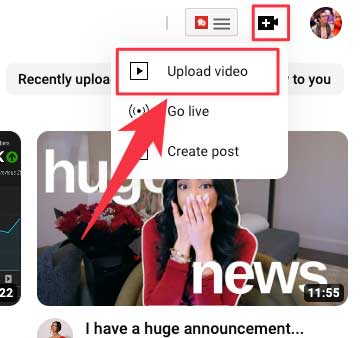 Upload video
Recently uploa
to you
Go live
Create post
huge
news
22
11:55
I have a huge announcement...